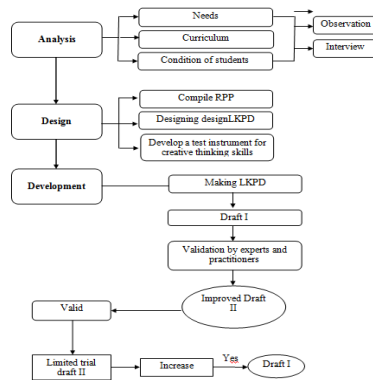 Needs
Observation
Analysis
Curriculum
Interview
Condition of students
Compile RPP
Design
Designing designLKPD
Develop a test instrument for
creative thinking skills
Development
Making LKPD
Draft I
Validation by experts and
practitioners
Improved Draft
II
Valid
Limited trial
draft II
Increase
Yes
Draft I